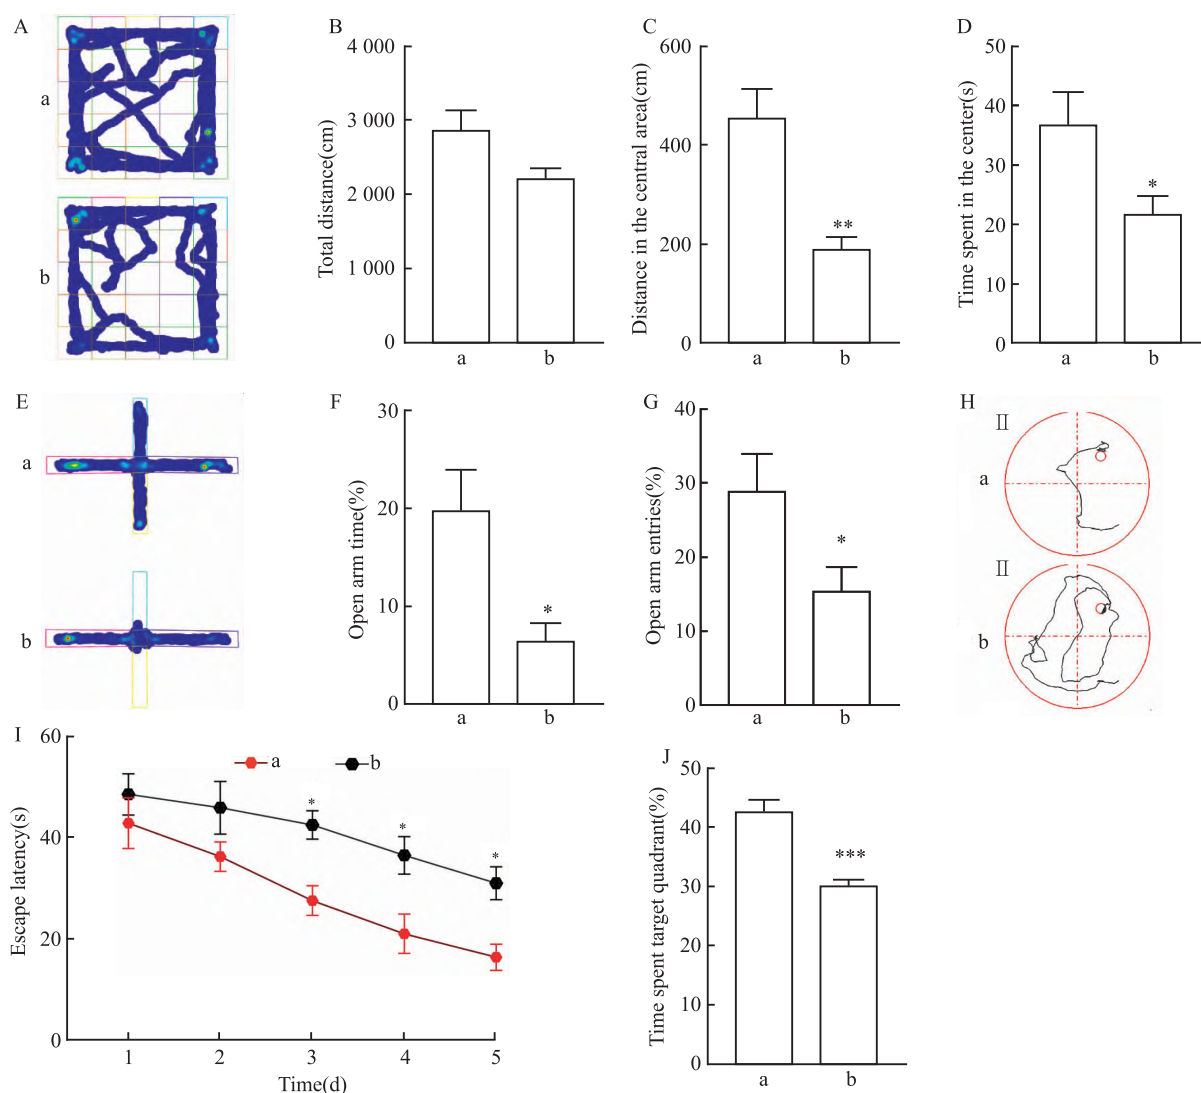 A
a
b
B
Total distance(cm)
4 000
3 000
2 000
1 000
0
a
b
C
Distance in the central area(cm)
600
400
200
0
**
a
b
D
Time spent in the center(s)
50
40
30
20
10
0
*
a
b
E
a
b
F
Open arm time(%)
30
20
10
0
*
a
b
G
Open arm entries(%)
40
30
20
10
0
*
a
b
H
II
a
II
b
I
Escape latency(s)
60
40
20
0
a
b
*
*
*
1
2
3
4
5
Time(d)
J
Time spent target quadrant(%)
50
40
30
20
10
0
***
a
b